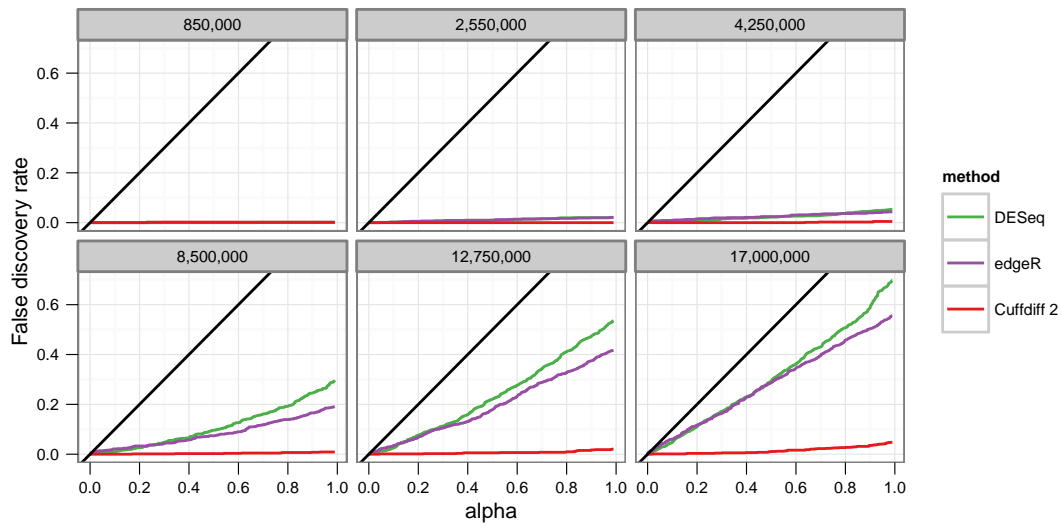 850,000
2,550,000
4,250,000
0.6
0.4
0.2
0.0
8,500,000
12,750,000
17,000,000
0.6
0.4
0.2
0.0
0.0 0.2 0.4 0.6 0.8 1.0
0.0 0.2 0.4 0.6 0.8 1.0
0.0 0.2 0.4 0.6 0.8 1.0
alpha
False discovery rate
method
DESeq
edgeR
Cuffdiff 2